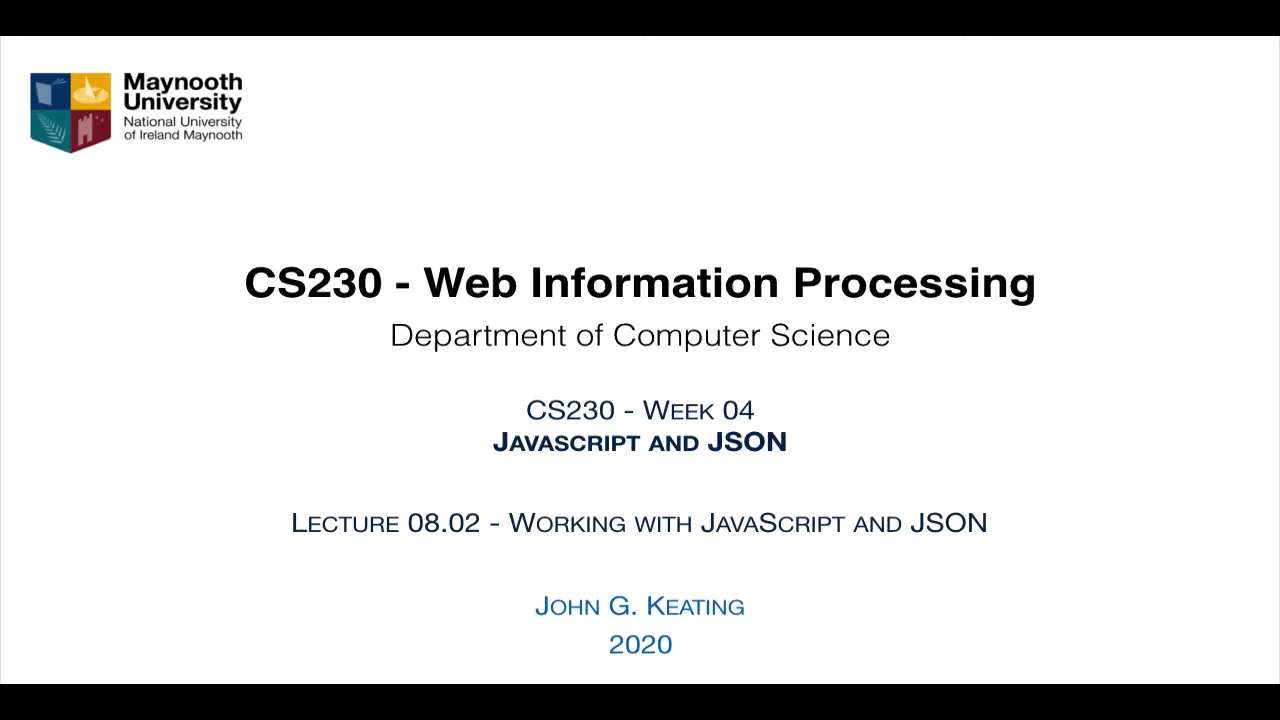 Maynooth
University
National University
of Ireland Maynooth
CS230 - Web Information Processing
Department of Computer Science
CS230 - WEEK 04
JAVASCRIPT AND JSON
LECTURE 08.02 - WORKING WITH JAVASCRIPT AND JSON
JOHN G. KEATING
2020